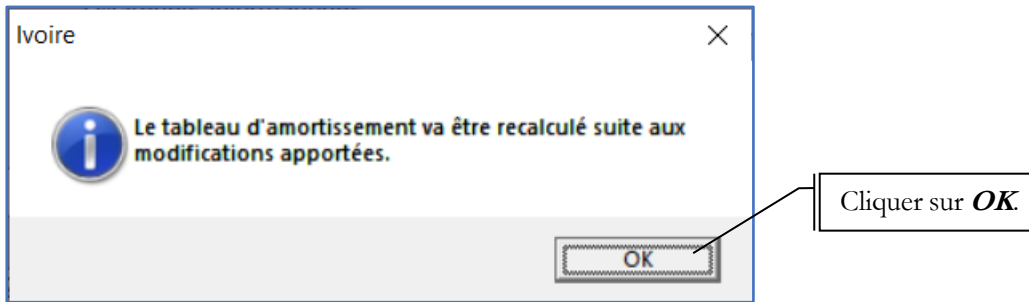 Ivoire
Le tableau d'amortissement va être recalculé suite aux
modifications apportées.
Cliquer sur OK.
OK